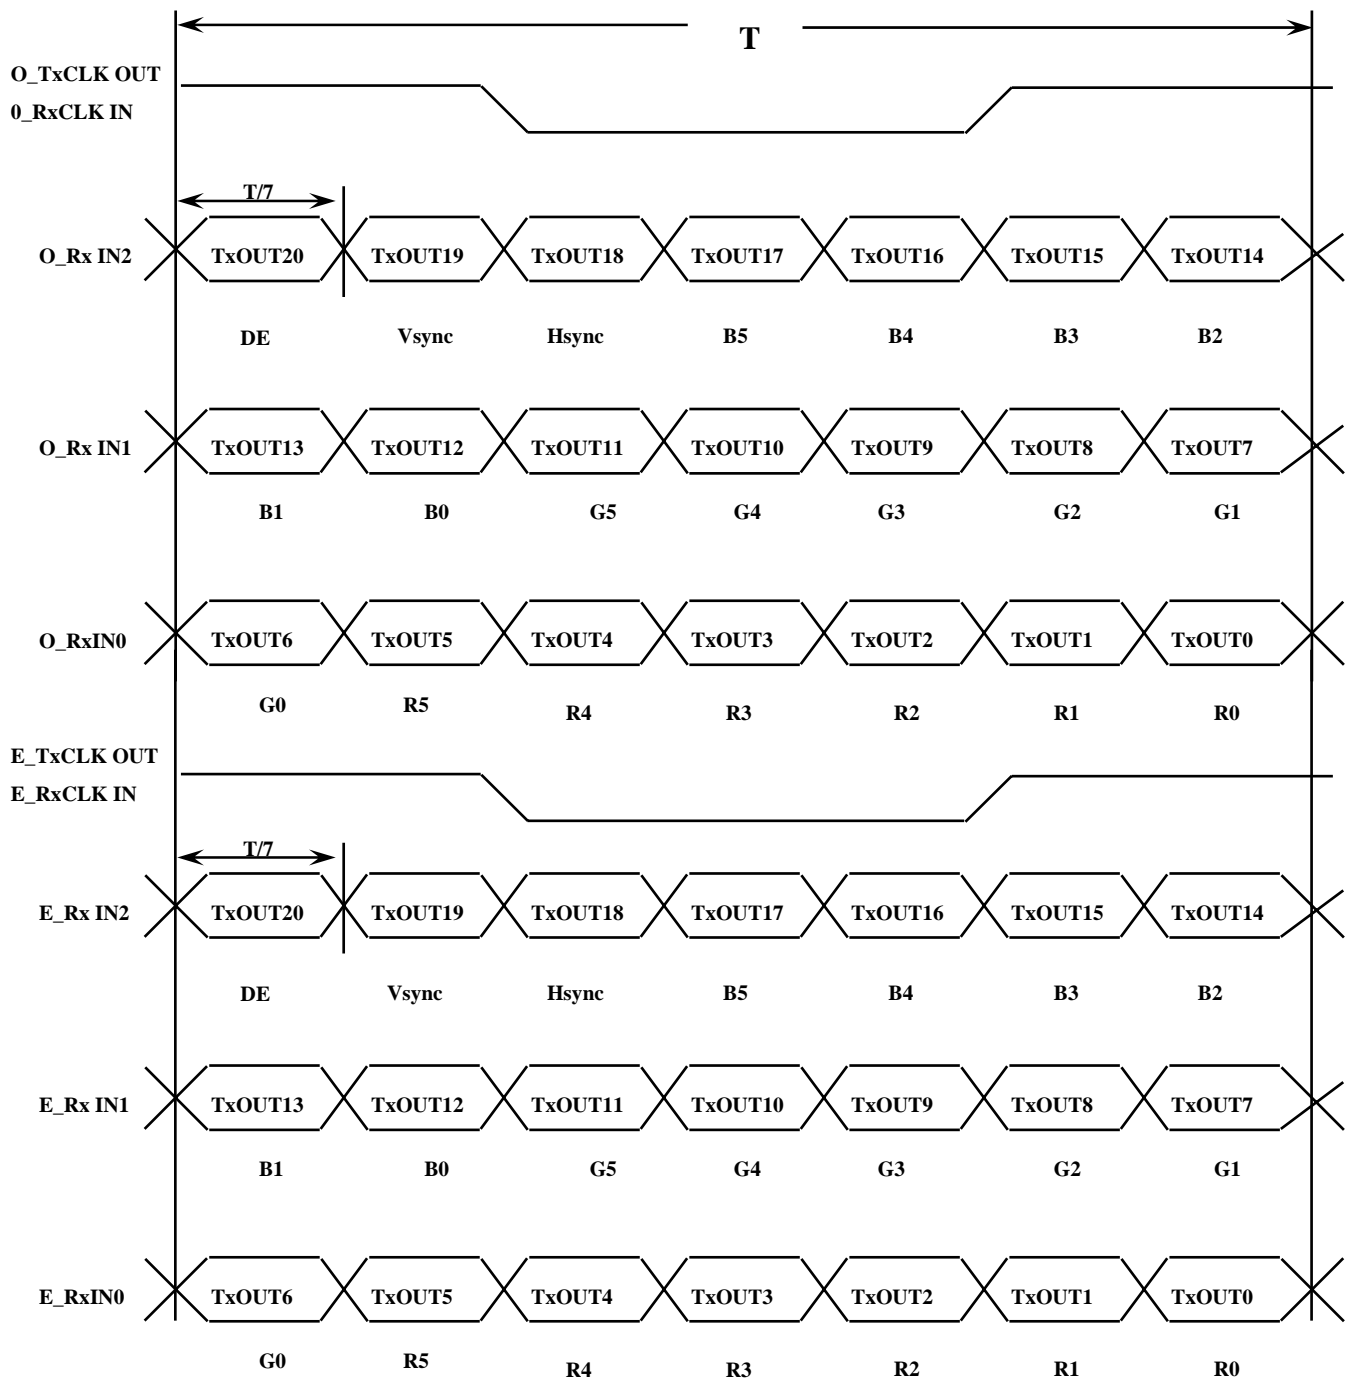 T
O_TxCLK OUT
0_RxCLK IN
T/7
O_Rx IN2 TxOUT20 TxOUT19 TxOUT18 TxOUT17 TxOUT16 TxOUT15 TxOUT14
DE Vsync Hsync B5 B4 B3 B2
O_Rx IN1 TxOUT13 TxOUT12 TxOUT11 TxOUT10 TxOUT9 TxOUT8 TxOUT7
B1 B0 G5 G4 G3 G2 G1
O_RxIN0 TxOUT6 TxOUT5 TxOUT4 TxOUT3 TxOUT2 TxOUT1 TxOUT0
G0 R5 R4 R3 R2 R1 R0
E_TxCLK OUT
E_RxCLK IN
T/7
E_Rx IN2 TxOUT20 TxOUT19 TxOUT18 TxOUT17 TxOUT16 TxOUT15 TxOUT14
DE Vsync Hsync B5 B4 B3 B2
E_Rx IN1 TxOUT13 TxOUT12 TxOUT11 TxOUT10 TxOUT9 TxOUT8 TxOUT7
B1 B0 G5 G4 G3 G2 G1
E_RxIN0 TxOUT6 TxOUT5 TxOUT4 TxOUT3 TxOUT2 TxOUT1 TxOUT0
G0 R5 R4 R3 R2 R1 R0